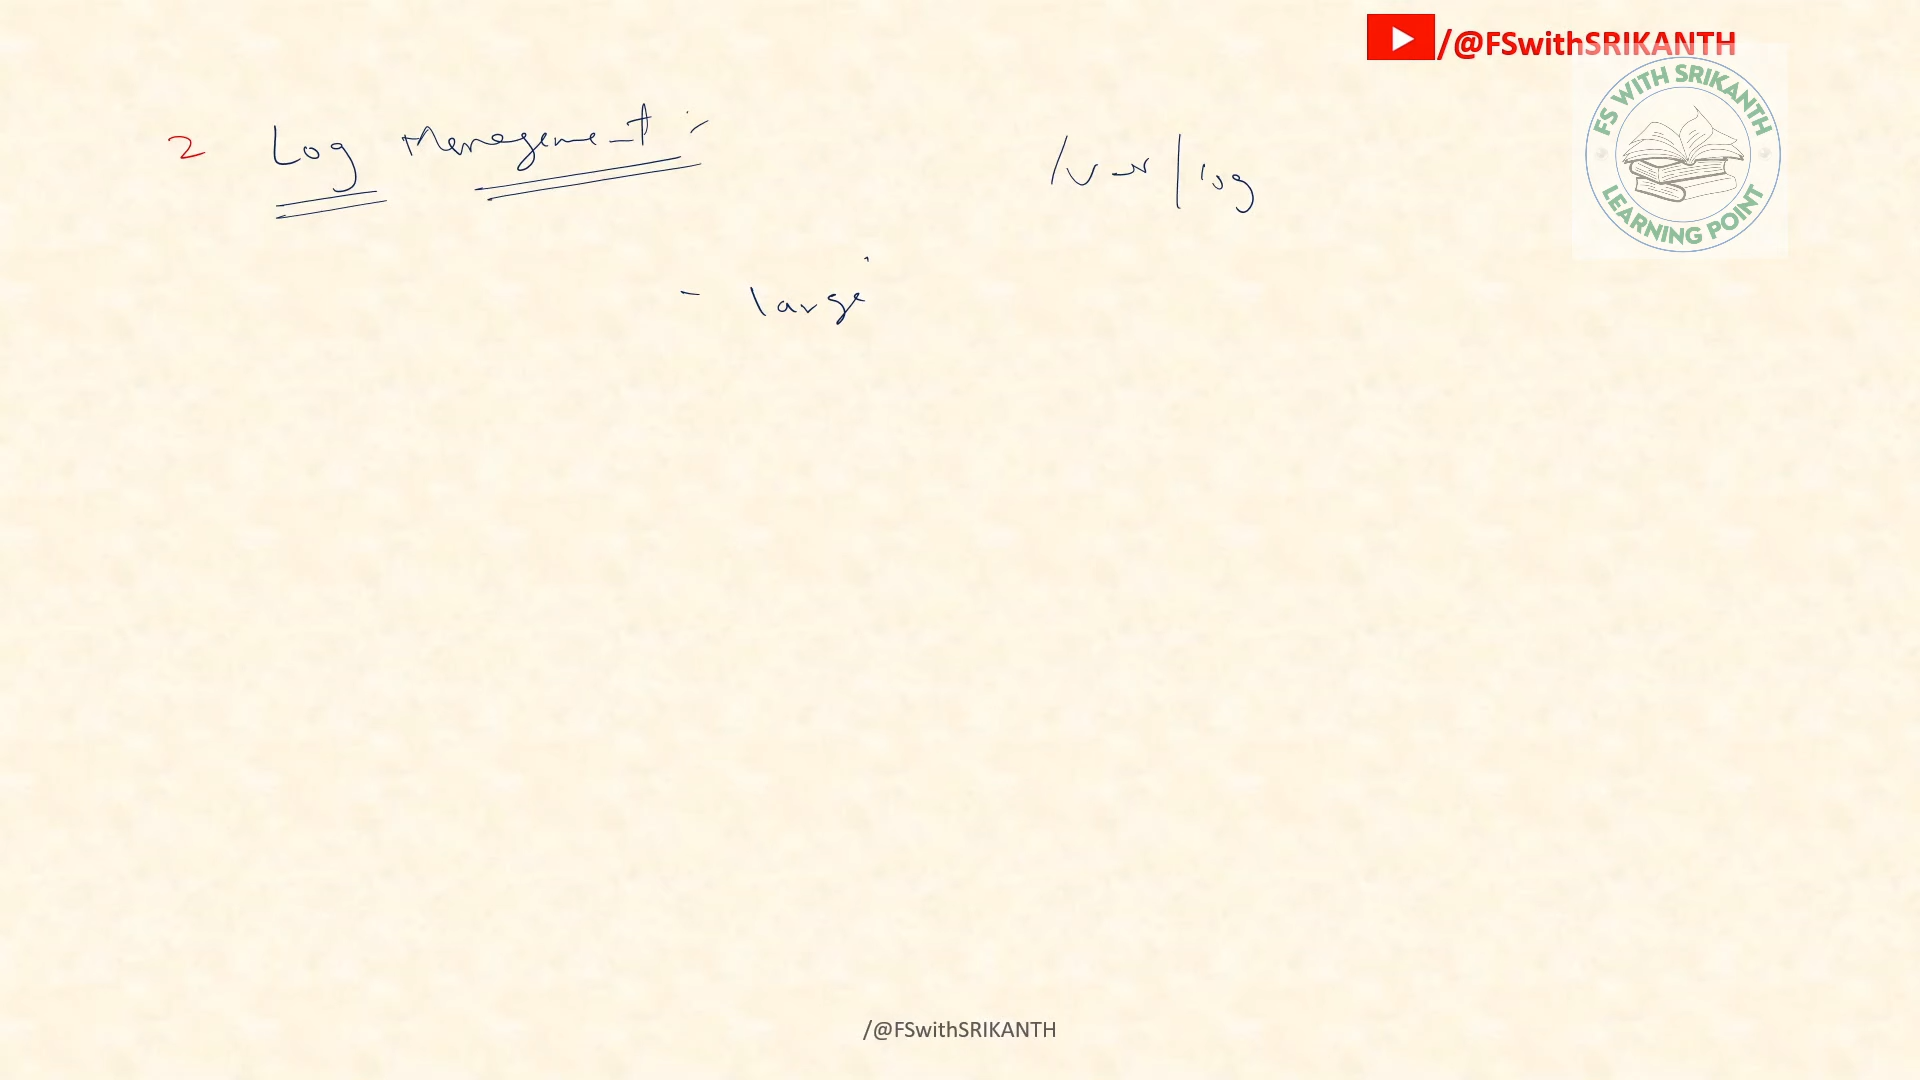 /@FSwithSRIKANTH
FS WITH SRIKANTH
LEARNING POINT
2 Log Management :-
/var/log
- large
/@FSwithSRIKANTH